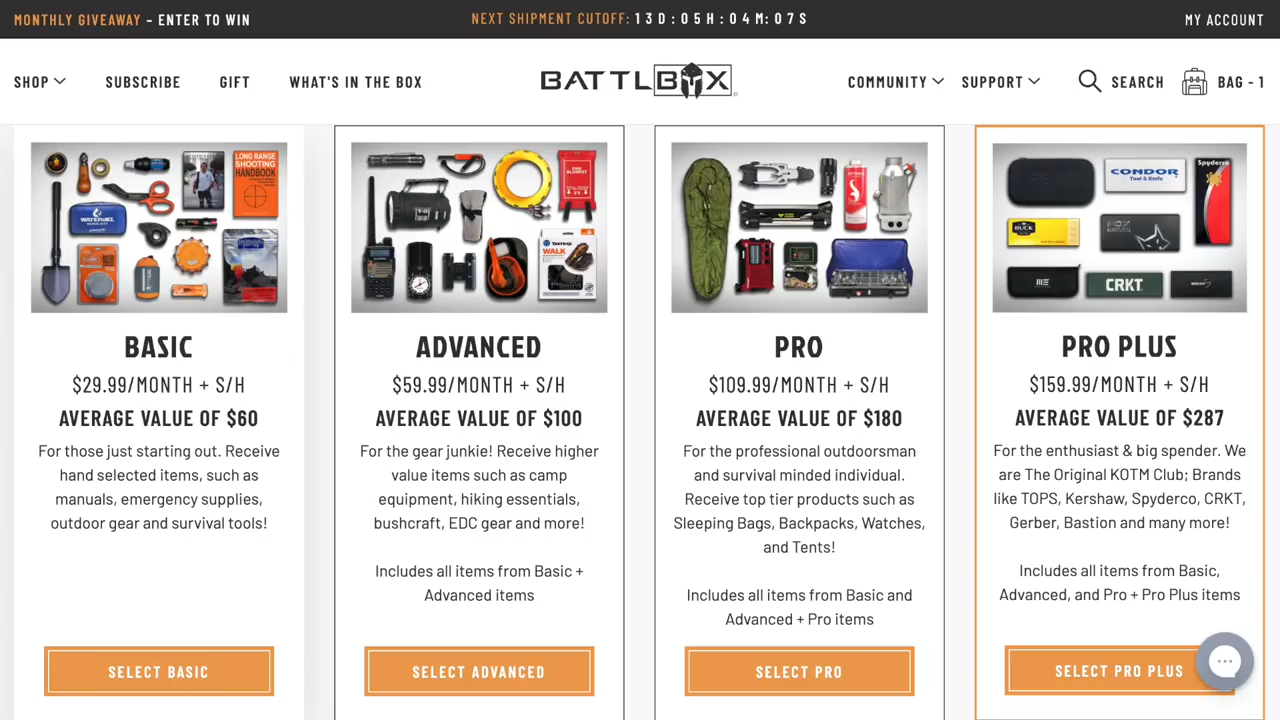 MONTHLY GIVEAWAY - ENTER TO WIN
NEXT SHIPMENT CUTOFF: 13D:05H:04M:07S
MY ACCOUNT
SHOP
SUBSCRIBE
GIFT
WHAT'S IN THE BOX
BATTLBOX
COMMUNITY
SUPPORT
SEARCH
BAG - 1
LONG RANGE
SHOOTING
HANDBOOK
BASIC
$29.99/MONTH + S/H
AVERAGE VALUE OF $60
For those just starting out. Receive
hand selected items, such as
manuals, emergency supplies,
outdoor gear and survival tools!
SELECT BASIC
WALK
ADVANCED
$59.99/MONTH + S/H
AVERAGE VALUE OF $100
For the gear junkie! Receive higher
value items such as camp
equipment, hiking essentials,
bushcraft, EDC gear and more!
Includes all items from Basic +
Advanced items
SELECT ADVANCED
PRO
$109.99/MONTH + S/H
AVERAGE VALUE OF $180
For the professional outdoorsman
and survival minded individual.
Receive top tier products such as
Sleeping Bags, Backpacks, Watches,
and Tents!
Includes all items from Basic and
Advanced + Pro items
SELECT PRO
CONDOR
Tool & Knife
Spyderco
BUCK
FOX
CRKT
PRO PLUS
$159.99/MONTH + S/H
AVERAGE VALUE OF $287
For the enthusiast & big spender. We
are The Original KOTM Club; Brands
like TOPS, Kershaw, Spyderco, CRKT,
Gerber, Bastion and many more!
Includes all items from Basic,
Advanced, and Pro + Pro Plus items
SELECT PRO PLUS